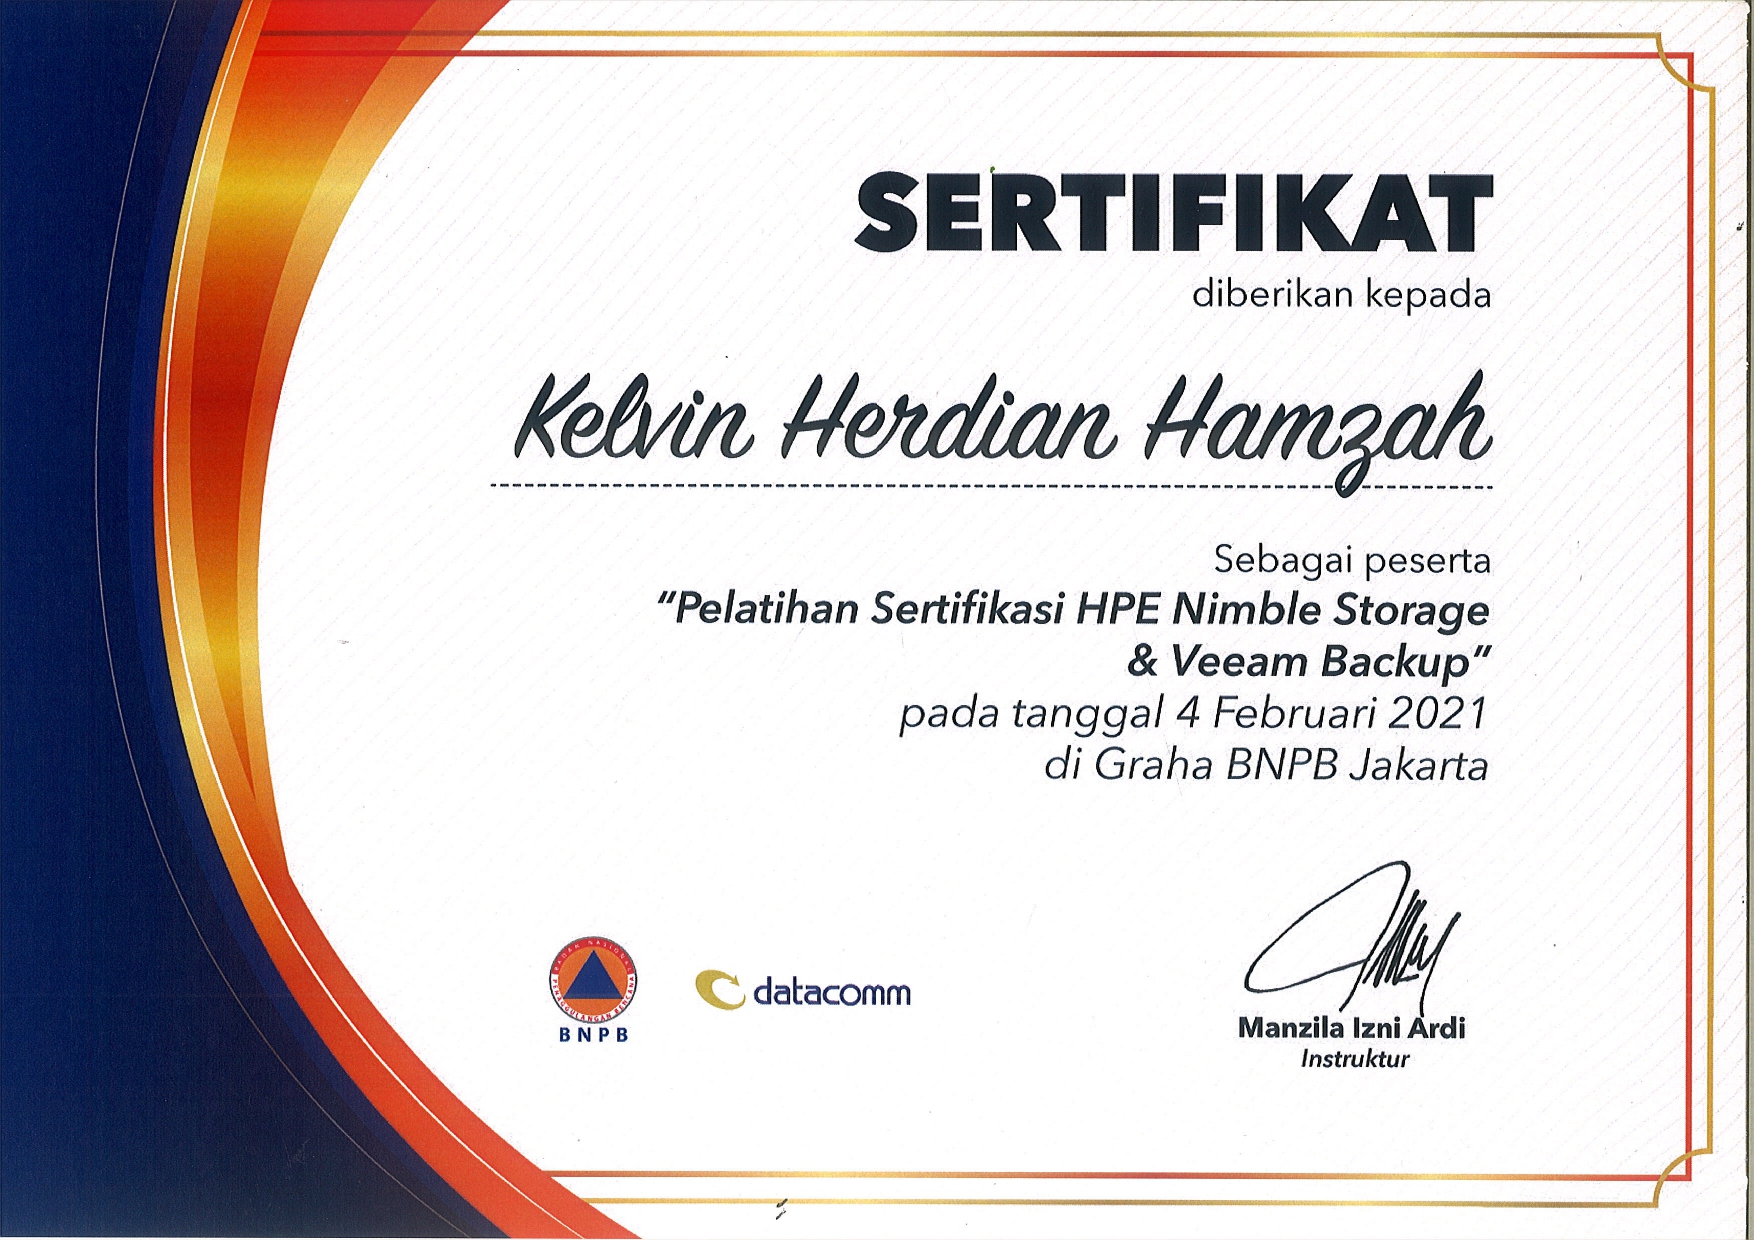 SERTIFIKAT
diberikan kepada
Kelvin Herdian Hamzah
Sebagai peserta
"Pelatihan Sertifikasi HPE Nimble Storage
& Veeam Backup"
pada tanggal 4 Februari 2021
di Graha BNPB Jakarta
BADAN NASIONAL
PENAGGULANGAN BENCANA
BNPB
datacomm
Manzila Izni Ardi
Instruktur